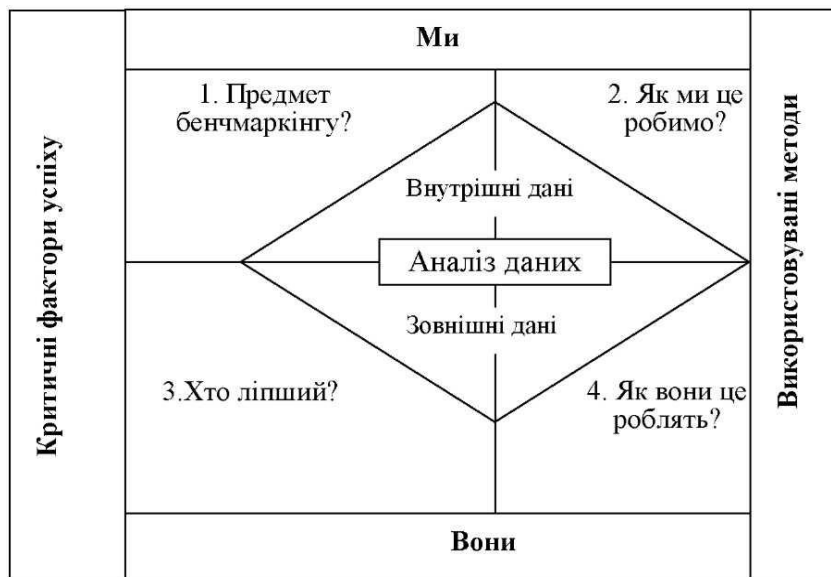 Ми
1. Предмет
бенчмаркінгу?
2. Як ми це
робимо?
Критичні фактори успіху
Внутрішні дані
Аналіз даних
Зовнішні дані
Використовувані методи
3.Хто ліпший?
4. Як вони це
роблять?
Вони